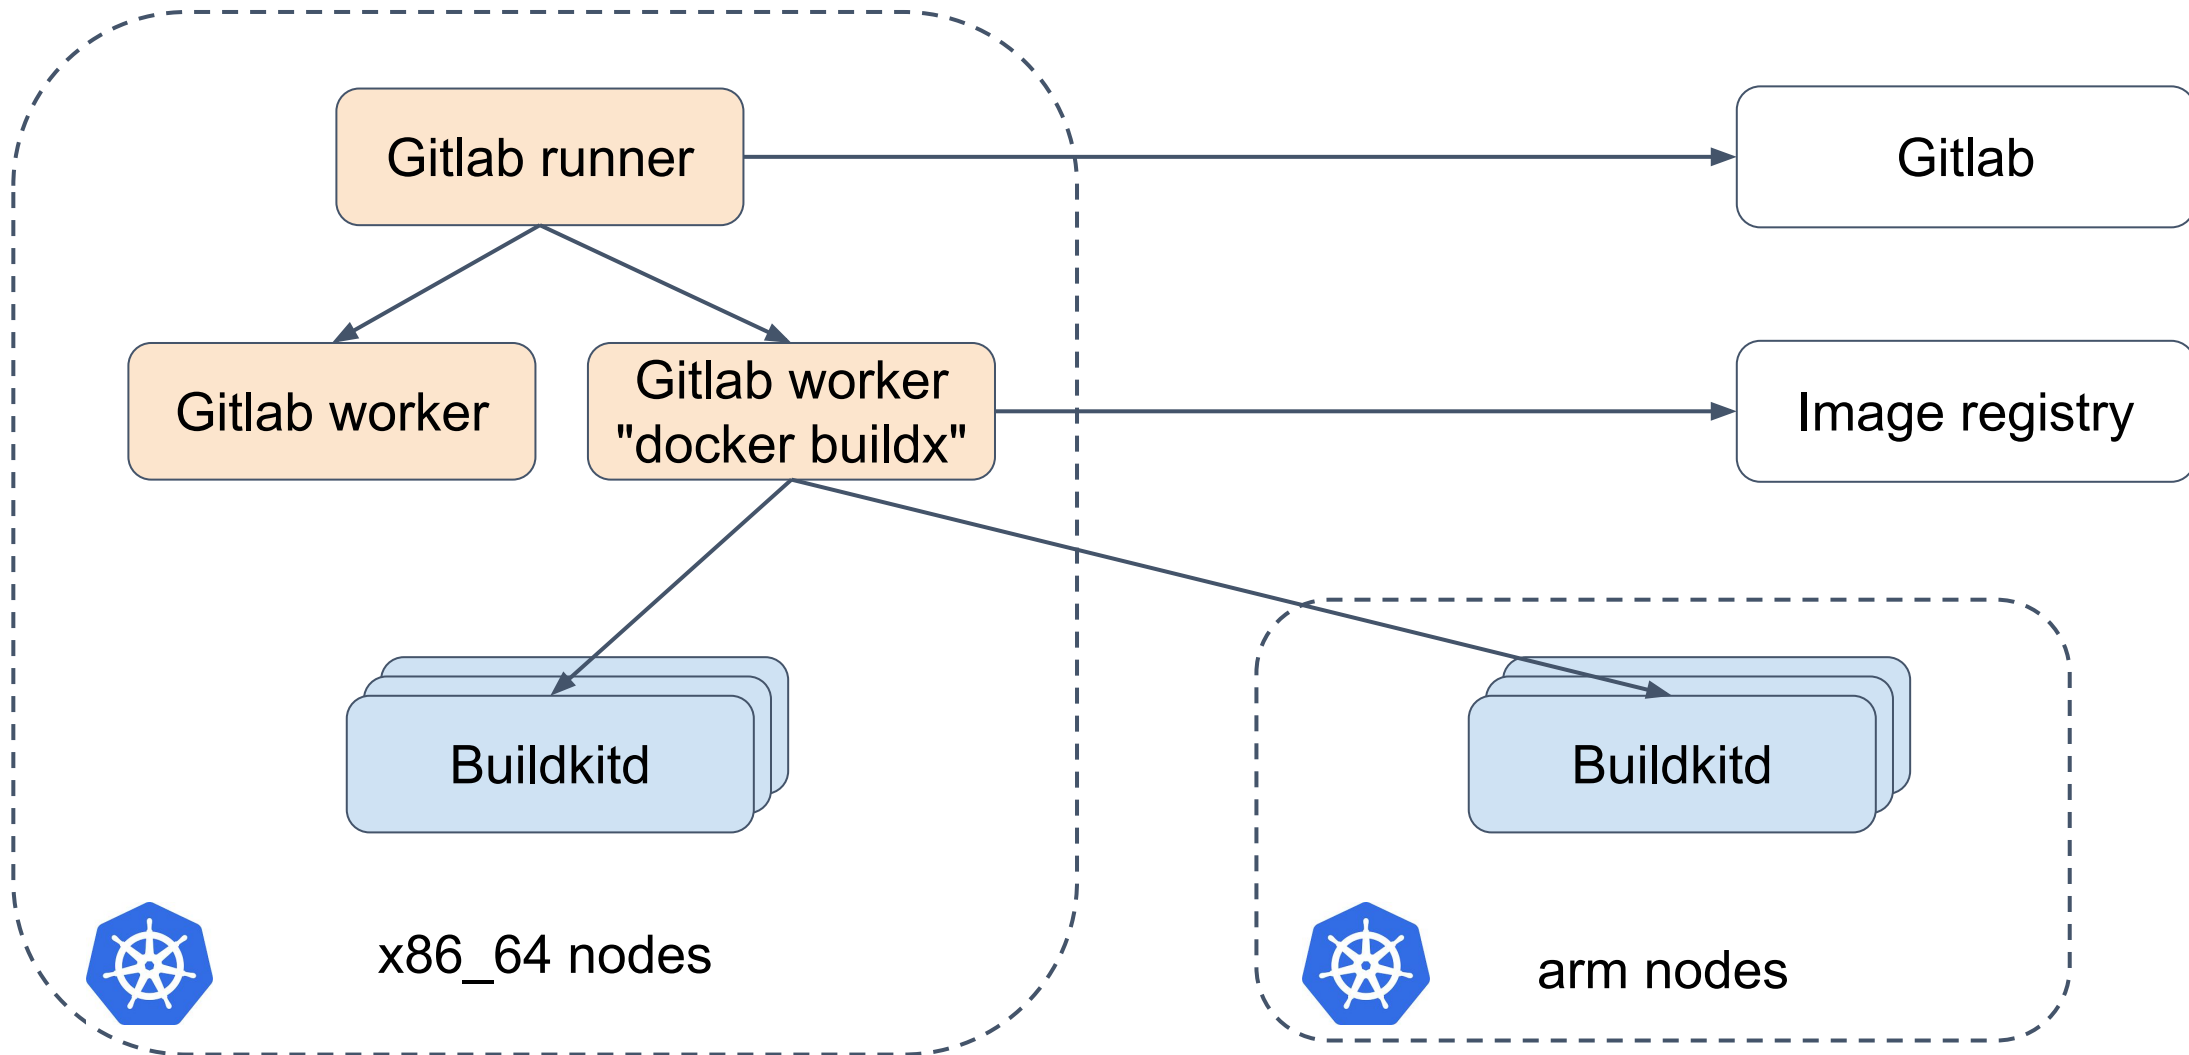 Gitlab runner
Gitlab
Gitlab worker
Gitlab worker
"docker buildx"
Image registry
Buildkitd
Buildkitd
x86_64 nodes
arm nodes